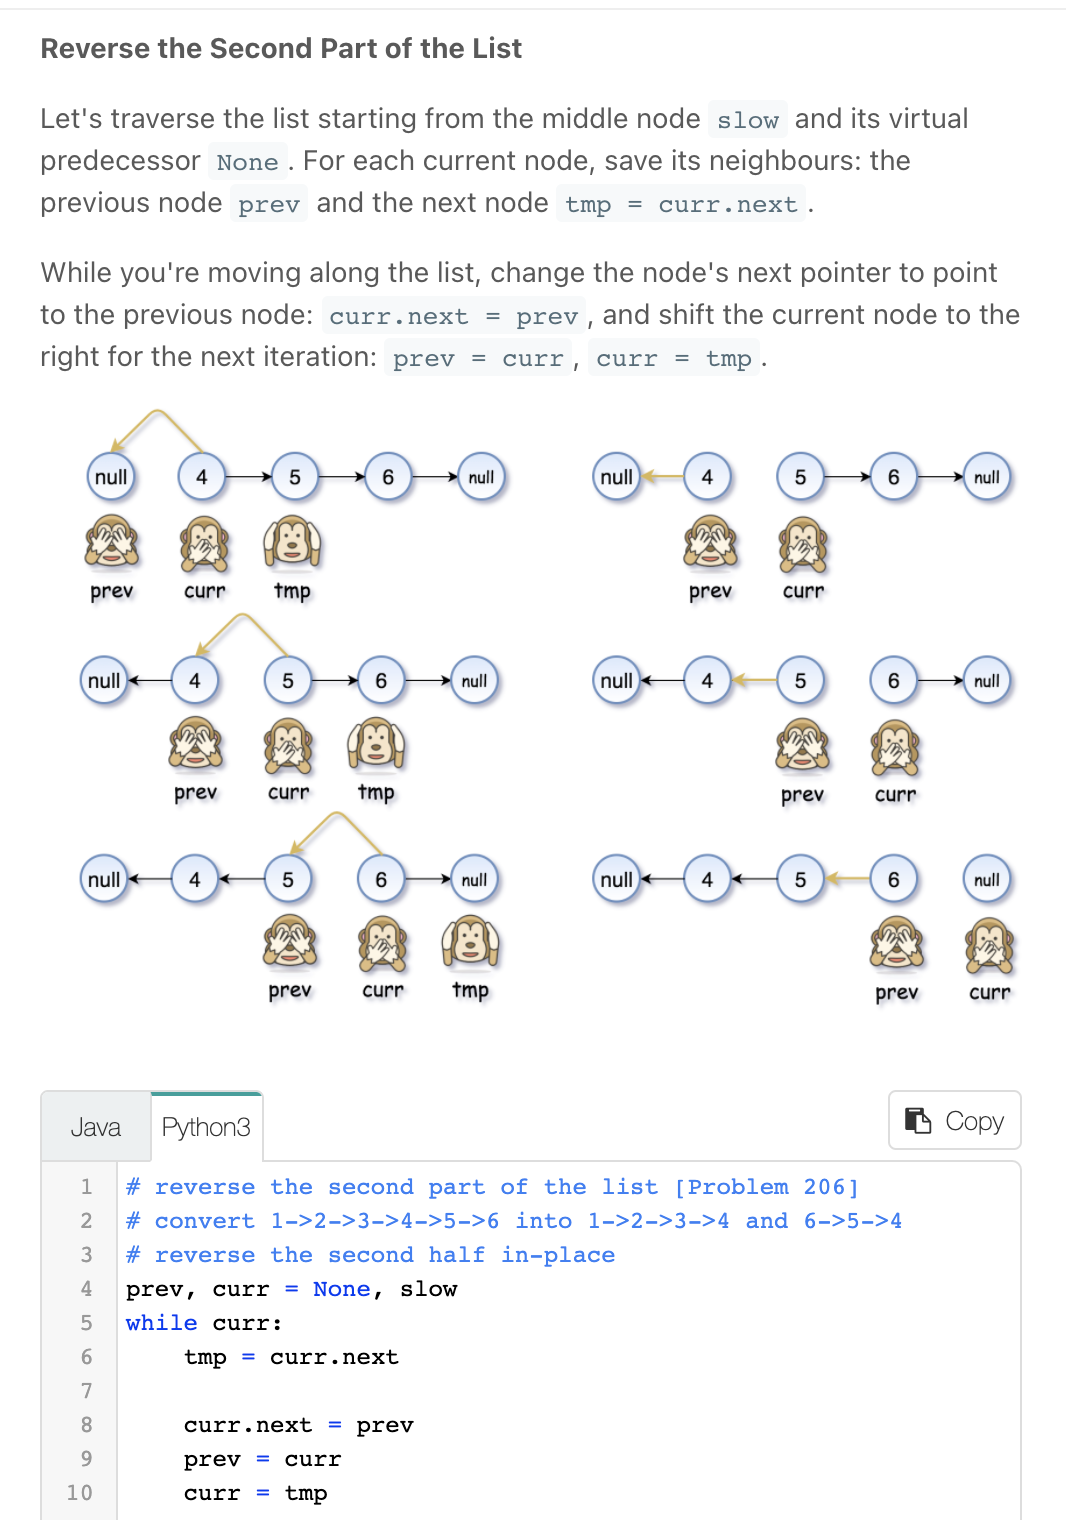 Reverse the Second Part of the List
Let's traverse the list starting from the middle node slow and its virtual
predecessor None . For each current node, save its neighbours: the
previous node prev and the next node tmp = curr.next .
While you're moving along the list, change the node's next pointer to point
to the previous node: curr.next = prev , and shift the current node to the
right for the next iteration: prev = curr , curr = tmp .
null 4 5 6 null
prev curr tmp
null 4 5 6 null
prev curr
null 4 5 6 null
prev curr tmp
null 4 5 6 null
prev curr
null 4 5 6 null
prev curr tmp
null 4 5 6 null
prev curr
Java Python3 Copy
1 # reverse the second part of the list [Problem 206]
2 # convert 1->2->3->4->5->6 into 1->2->3->4 and 6->5->4
3 # reverse the second half in-place
4 prev, curr = None, slow
5 while curr:
6     tmp = curr.next
7
8     curr.next = prev
9     prev = curr
10     curr = tmp